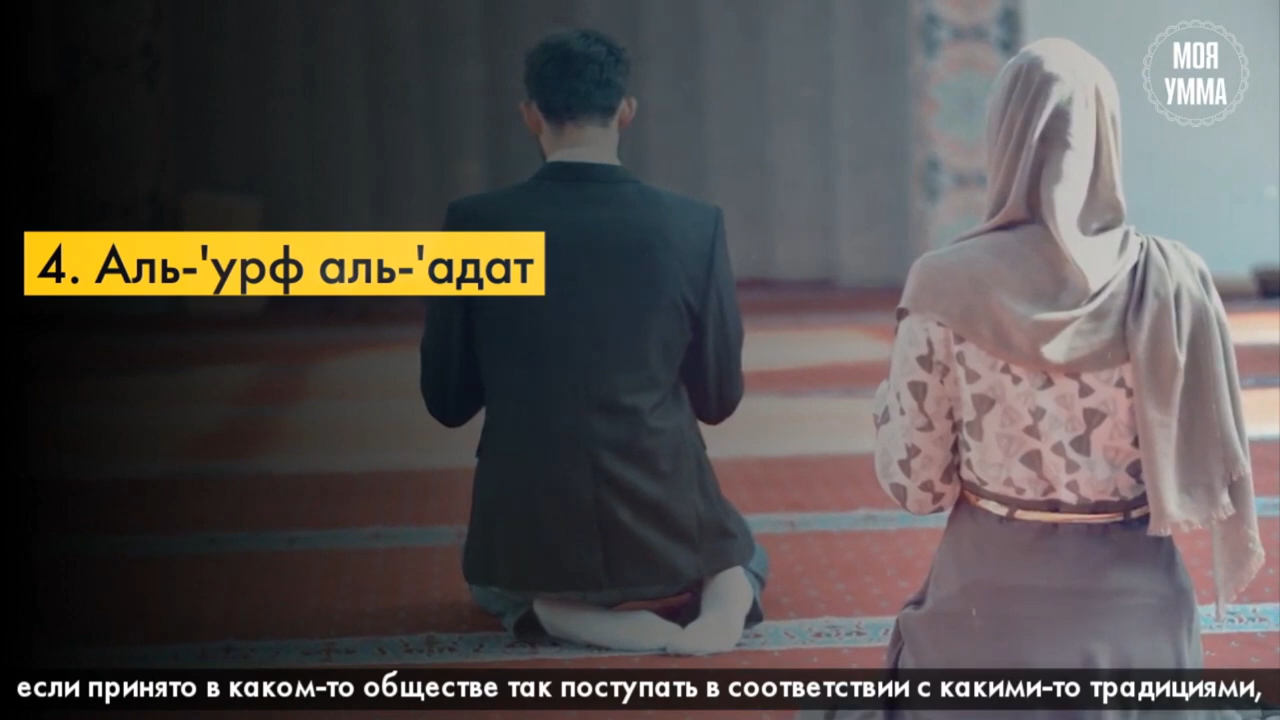 МОЯ
УММА
4. Аль-'урф аль-'адат
если принято в каком-то обществе так поступать в соответствии с какими-то традициями,